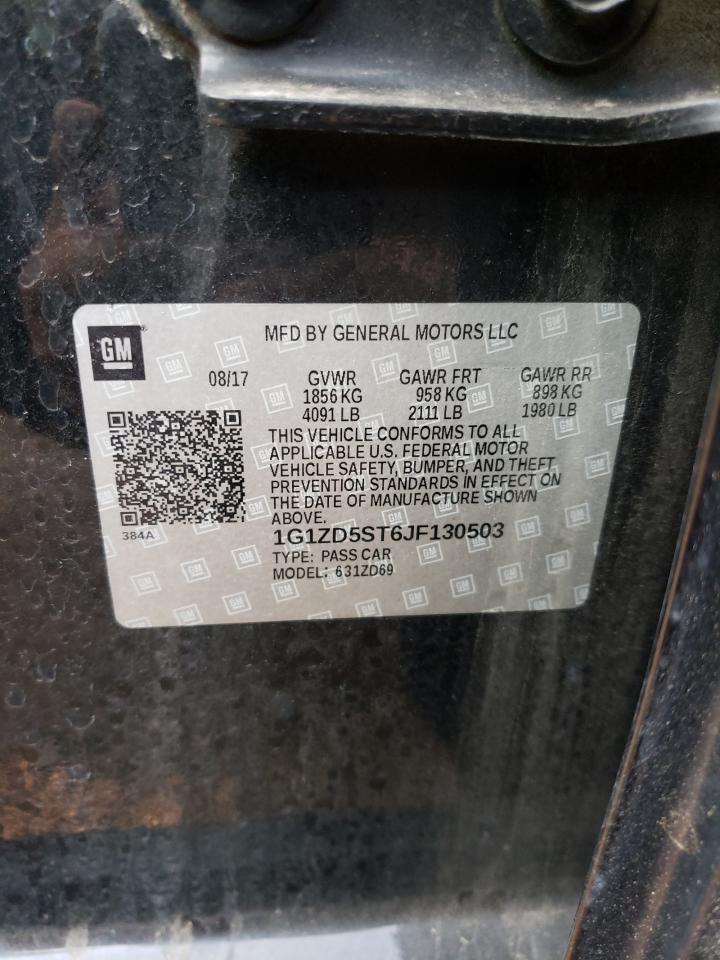 GM
MFD BY GENERAL MOTORS LLC
08/17 GVWR GAWR FRT GAWR RR
1856 KG 958 KG 898 KG
4091 LB 2111 LB 1980 LB
THIS VEHICLE CONFORMS TO ALL
APPLICABLE U.S. FEDERAL MOTOR
VEHICLE SAFETY, BUMPER, AND THEFT
PREVENTION STANDARDS IN EFFECT ON
THE DATE OF MANUFACTURE SHOWN
ABOVE.
384A
1G1ZD5ST6JF130503
TYPE: PASS CAR
MODEL: 631ZD69